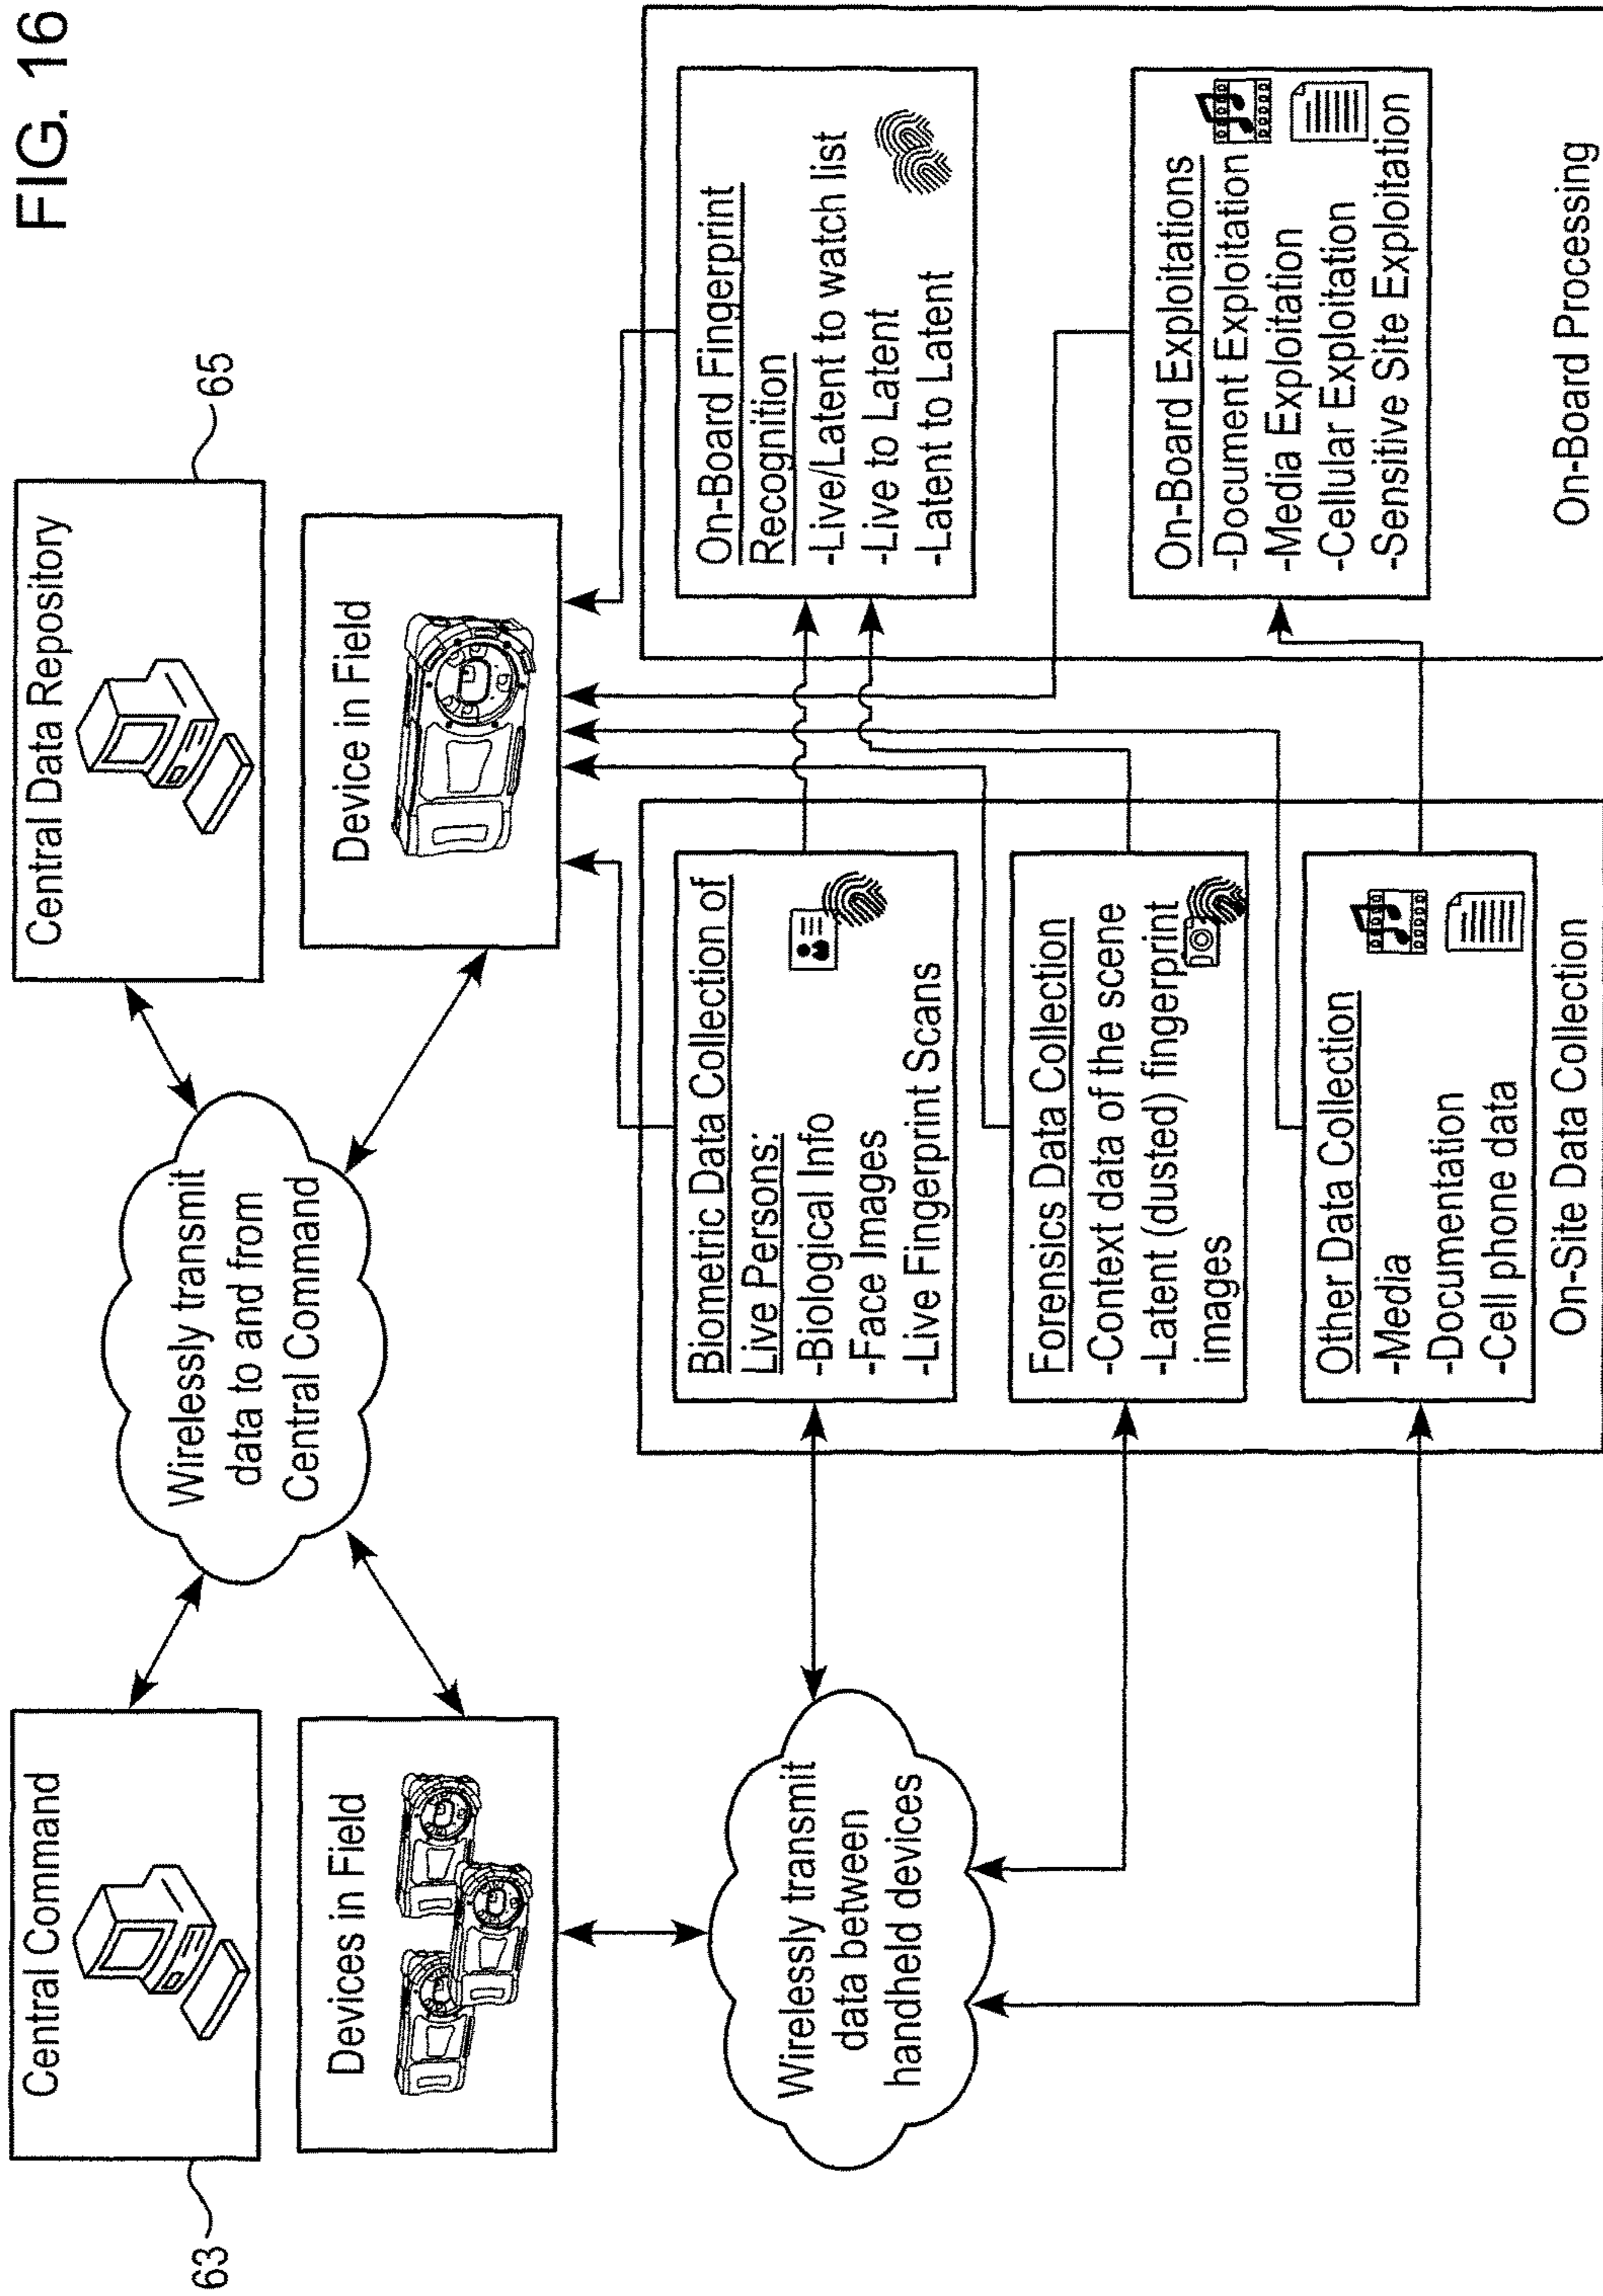 FIG. 16
Central Command
63
Central Data Repository
65
Wirelessly transmit
data to and from
Central Command
Devices in Field
Device in Field
Wirelessly transmit
data between
handheld devices
Biometric Data Collection of
Live Persons:
-Biological Info
-Face Images
-Live Fingerprint Scans
Forensics Data Collection
-Context data of the scene
-Latent (dusted) fingerprint
images
Other Data Collection
-Media
-Documentation
-Cell phone data
On-Site Data Collection
On-Board Fingerprint
Recognition
-Live/Latent to watch list
-Live to Latent
-Latent to Latent
On-Board Exploitations
-Document Exploitation
-Media Exploitation
-Cellular Exploitation
-Sensitive Site Exploitation
On-Board Processing